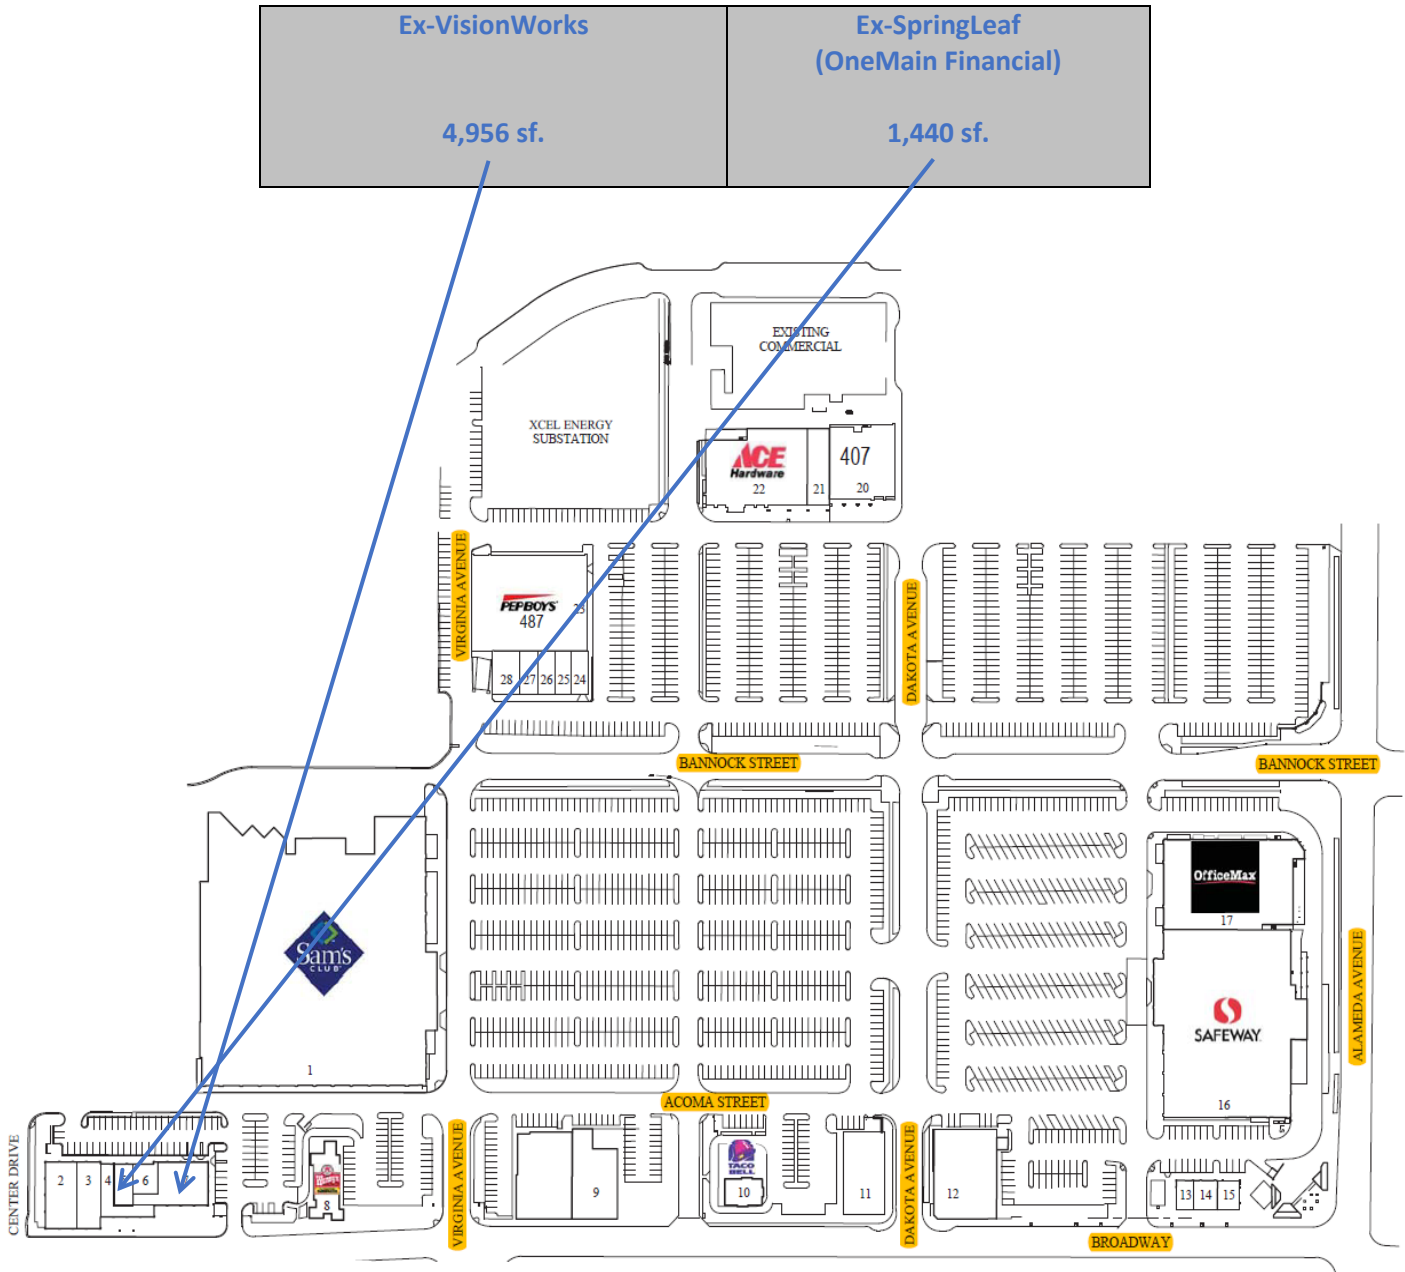 Ex-VisionWorks
4,956 sf.
Ex-SpringLeaf
(OneMain Financial)
1,440 sf.
EXISTING
COMMERCIAL
XCEL ENERGY
SUBSTATION
ACE
Hardware
22
21
407
20
VIRGINIA AVENUE
PEPBOYS
487
23
28
27
26
25
24
DAKOTA AVENUE
BANNOCK STREET
BANNOCK STREET
Sam's
CLUB
1
OfficeMax
17
SAFEWAY
16
ALAMEDA AVENUE
ACOMA STREET
CENTER DRIVE
2
3
4
6
Wendy's
8
VIRGINIA AVENUE
9
TACO
BELL
10
11
DAKOTA AVENUE
12
13
14
15
BROADWAY